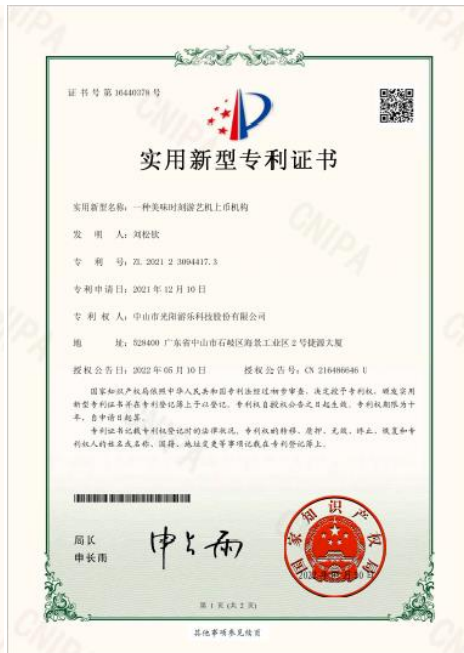 证书号第16440378号
实用新型专利证书
实用新型名称：一种美味时刻游艺机上币机构
发 明 人：刘松钦
专 利 号：ZL 2021 2 3094417.3
专利申请日：2021年12月10日
专 利 权 人：中山市光阳游乐科技股份有限公司
地 址：528400 广东省中山市石岐区海景工业区2号捷源大厦
授权公告日：2022年05月10日 授权公告号：CN 216486646 U
国家知识产权局依照中华人民共和国专利法经过初步审查，决定授予专利权，颁发实用
新型专利证书并在专利登记簿上予以登记。专利权自授权公告之日起生效。专利权期限为十
年，自申请日起算。
专利证书记载专利权登记时的法律状况。专利权的转移、质押、无效、终止、恢复和专
利权人的姓名或名称、国籍、地址变更等事项记载在专利登记簿上。
局长
申长雨
申长雨
国家知识产权局
第 1 页 (共 2 页)
其他事项参见续页
CNIPA